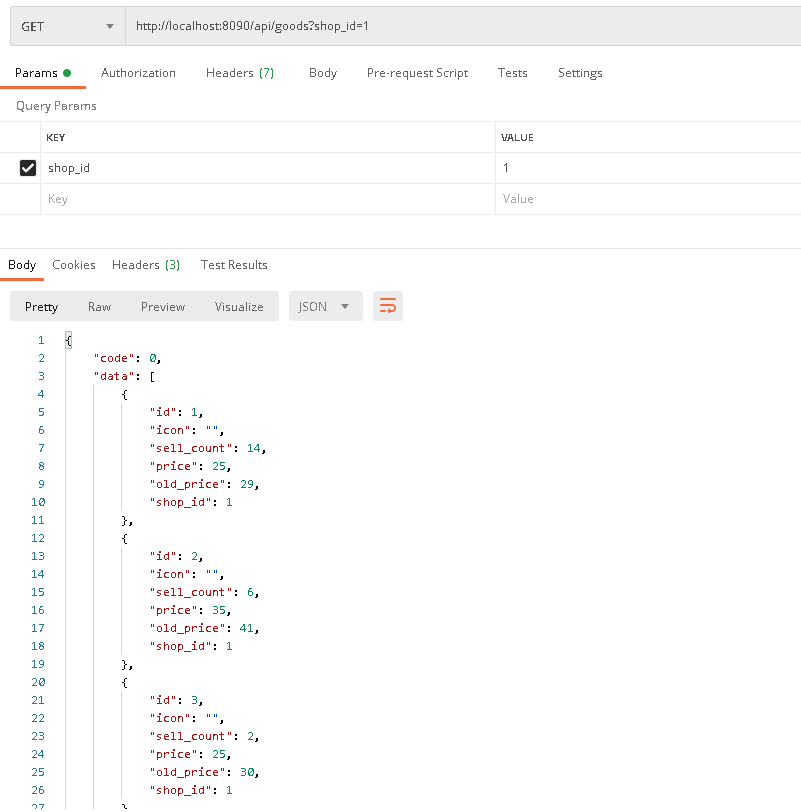 GET http://localhost:8090/api/goods?shop_id=1
Params Authorization Headers (7) Body Pre-request Script Tests Settings
Query Params
KEY VALUE
shop_id 1
Key Value
Body Cookies Headers (3) Test Results
Pretty Raw Preview Visualize JSON
1 {
2 "code": 0,
3 "data": [
4 {
5 "id": 1,
6 "icon": "",
7 "sell_count": 14,
8 "price": 25,
9 "old_price": 29,
10 "shop_id": 1
11 },
12 {
13 "id": 2,
14 "icon": "",
15 "sell_count": 6,
16 "price": 35,
17 "old_price": 41,
18 "shop_id": 1
19 },
20 {
21 "id": 3,
22 "icon": "",
23 "sell_count": 2,
24 "price": 25,
25 "old_price": 30,
26 "shop_id": 1
27 }